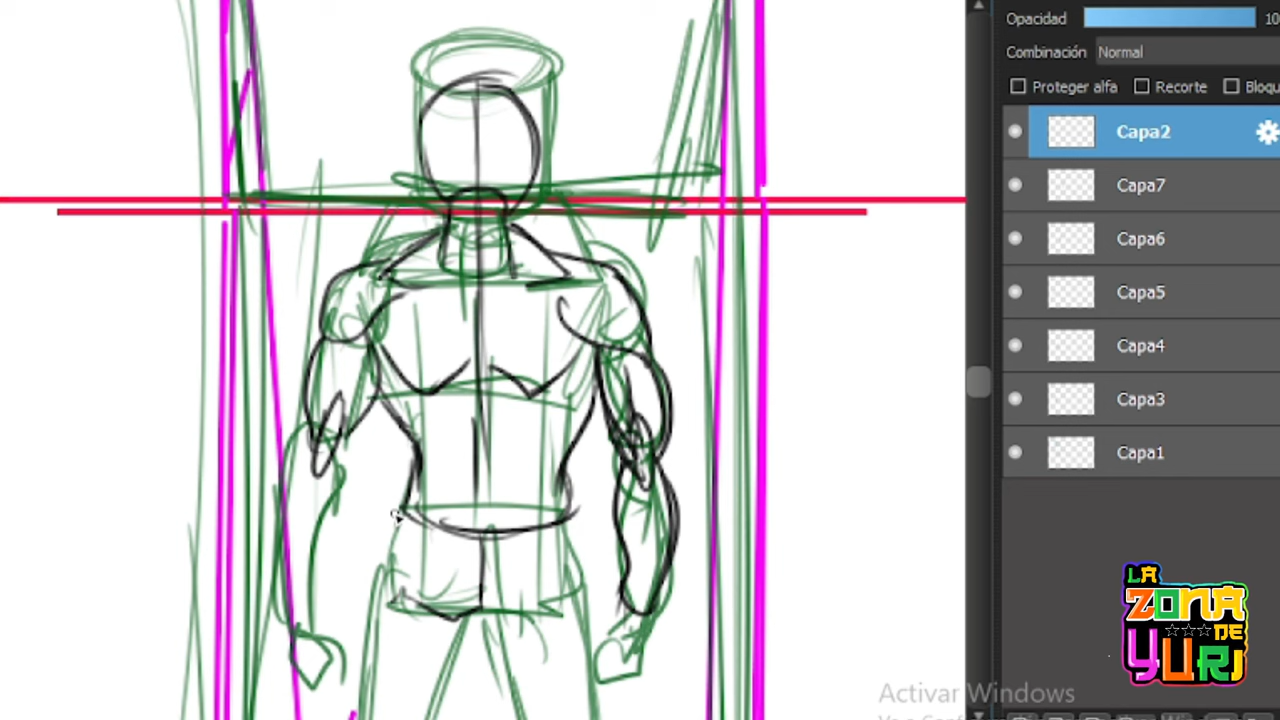 Opacidad 10
Combinación Normal
Proteger alfa Recorte Bloqu
Capa2
Capa7
Capa6
Capa5
Capa4
Capa3
Capa1
LA
ZONA
DE
YURI
Activar Windows